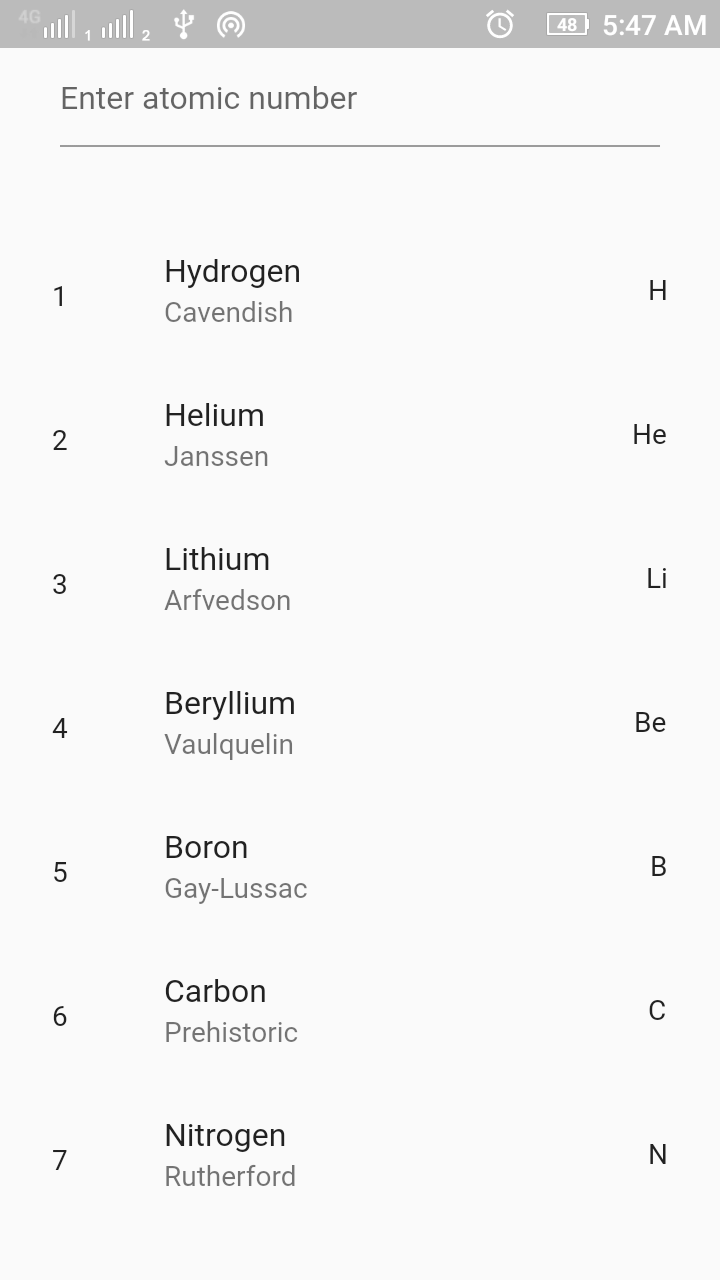 4G 1 2 48 5:47 AM
Enter atomic number
1 Hydrogen H
Cavendish
2 Helium He
Janssen
3 Lithium Li
Arfvedson
4 Beryllium Be
Vaulquelin
5 Boron B
Gay-Lussac
6 Carbon C
Prehistoric
7 Nitrogen N
Rutherford